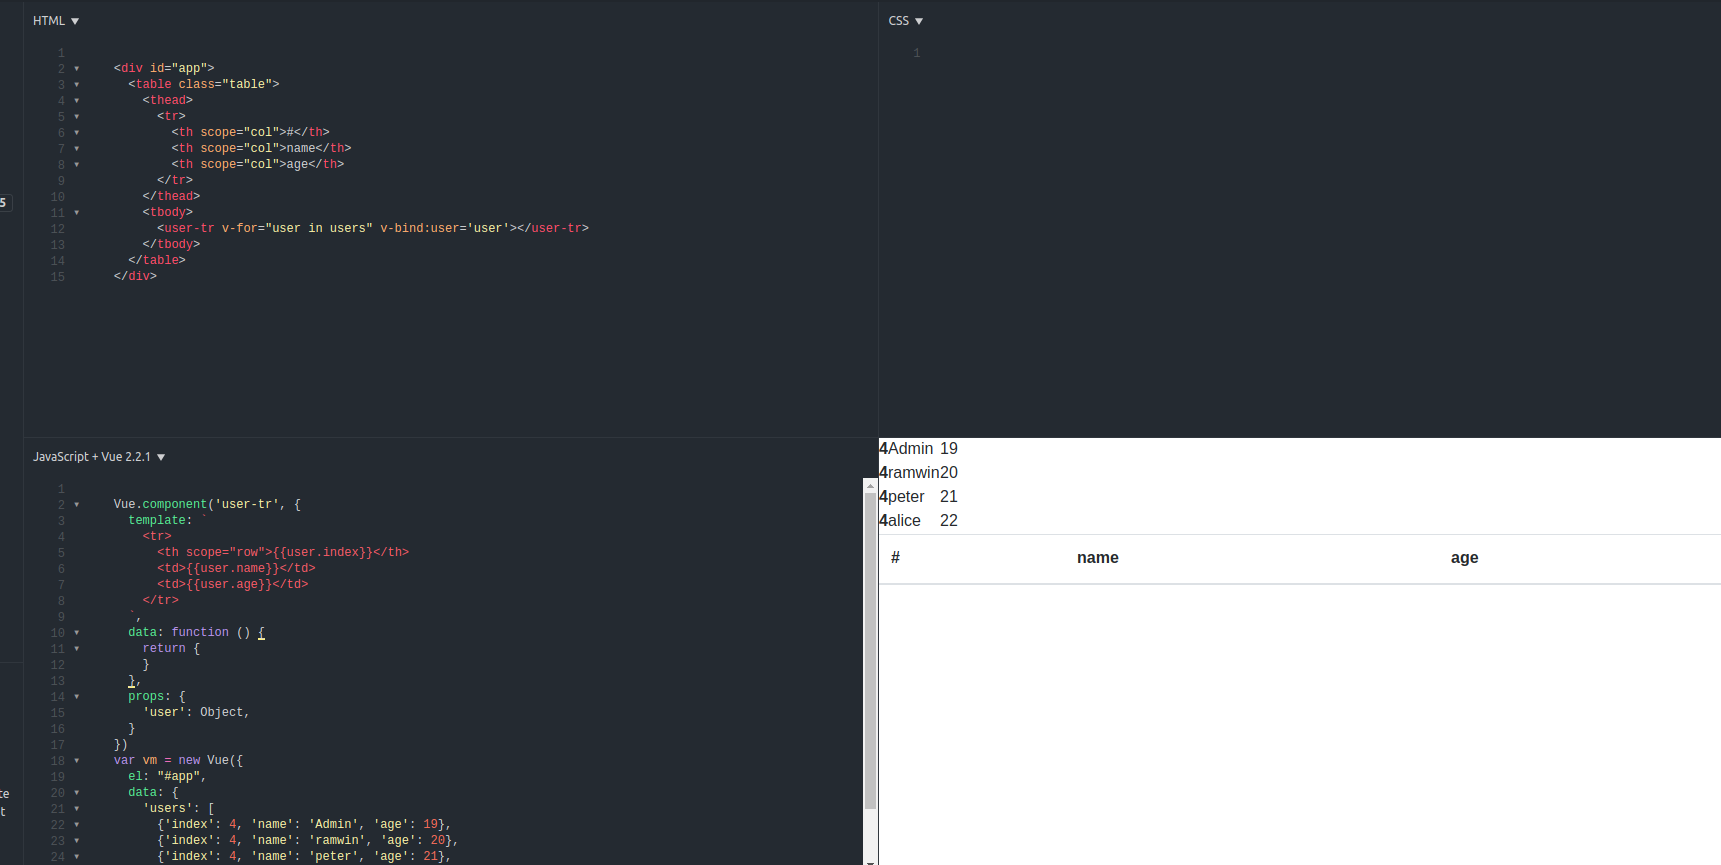 HTML ▼
1
2 <div id="app">
3 <table class="table">
4 <thead>
5 <tr>
6 <th scope="col">#</th>
7 <th scope="col">name</th>
8 <th scope="col">age</th>
9 </tr>
10 </thead>
11 <tbody>
12 <user-tr v-for="user in users" v-bind:user='user'></user-tr>
13 </tbody>
14 </table>
15 </div>
CSS ▼
1
5
JavaScript + Vue 2.2.1 ▼
1
2 Vue.component('user-tr', {
3 template: `
4 <tr>
5 <th scope="row">{{user.index}}</th>
6 <td>{{user.name}}</td>
7 <td>{{user.age}}</td>
8 </tr>
9 `,
10 data: function () {
11 return {
12 }
13 },
14 props: {
15 'user': Object,
16 }
17 })
18 var vm = new Vue({
19 el: "#app",
20 data: {
21 'users': [
22 {'index': 4, 'name': 'Admin', 'age': 19},
23 {'index': 4, 'name': 'ramwin', 'age': 20},
24 {'index': 4, 'name': 'peter', 'age': 21},
4Admin 19
4ramwin20
4peter 21
4alice 22
# name age